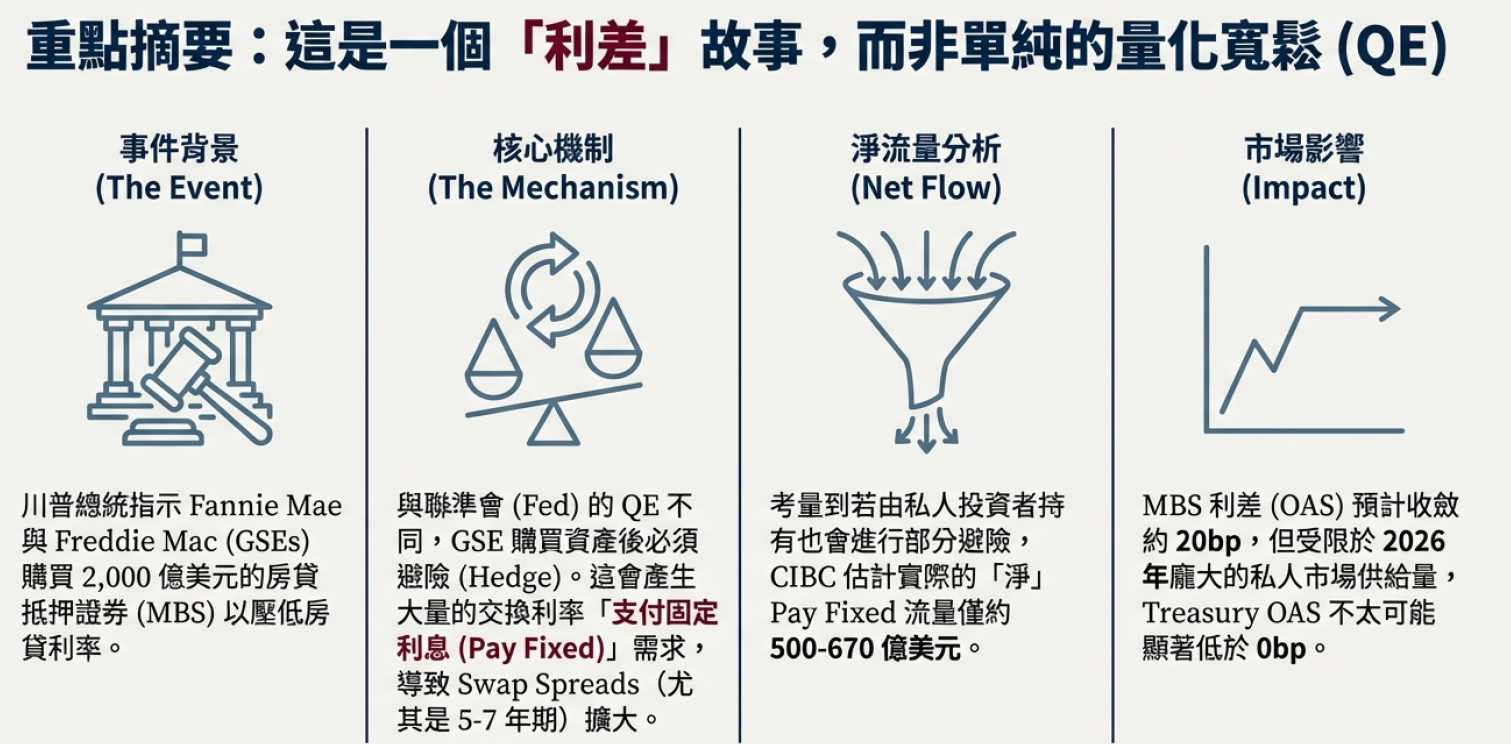 重點摘要：這是一個「利差」故事，而非單純的量化寬鬆 (QE)
事件背景
(The Event)
川普總統指示 Fannie Mae
與 Freddie Mac (GSEs)
購買 2,000 億美元的房貸
抵押證券 (MBS) 以壓低房
貸利率。
核心機制
(The Mechanism)
與聯準會 (Fed) 的 QE 不
同，GSE 購買資產後必須
避險 (Hedge)。這會產生
大量的交換利率「支付固定
利息 (Pay Fixed)」需求，
導致 Swap Spreads（尤
其是 5-7 年期）擴大。
淨流量分析
(Net Flow)
考量到若由私人投資者持
有也會進行部分避險，
CIBC 估計實際的「淨」
Pay Fixed 流量僅約
500-670 億美元。
市場影響
(Impact)
MBS 利差 (OAS) 預計收斂
約 20bp，但受限於 2026
年龐大的私人市場供給量，
Treasury OAS 不太可能
顯著低於 0bp。